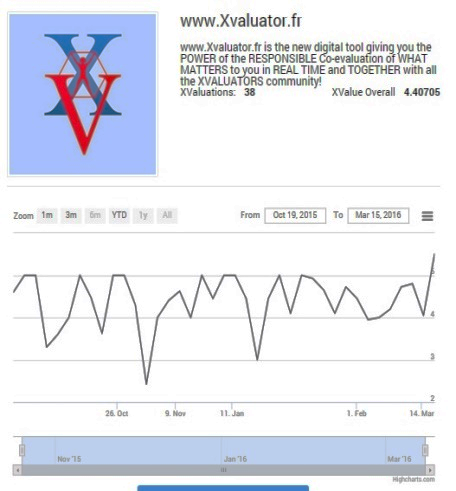 www.Xvaluator.fr
www.Xvaluator.fr is the new digital tool giving you the
POWER of the RESPONSIBLE Co-evaluation of WHAT
MATTERS to you in REAL TIME and TOGETHER with all
the XVALUATORS community!
XValuations: 38 XValue Overall 4.40705
XV
Zoom 1m 3m 6m YTD 1y All From Oct 19, 2015 To Mar 15, 2016
5
4
3
2
26. Oct 9. Nov 11. Jan 1. Feb 14. Mar
Nov '15 Jan '16 Mar '16
Highcharts.com